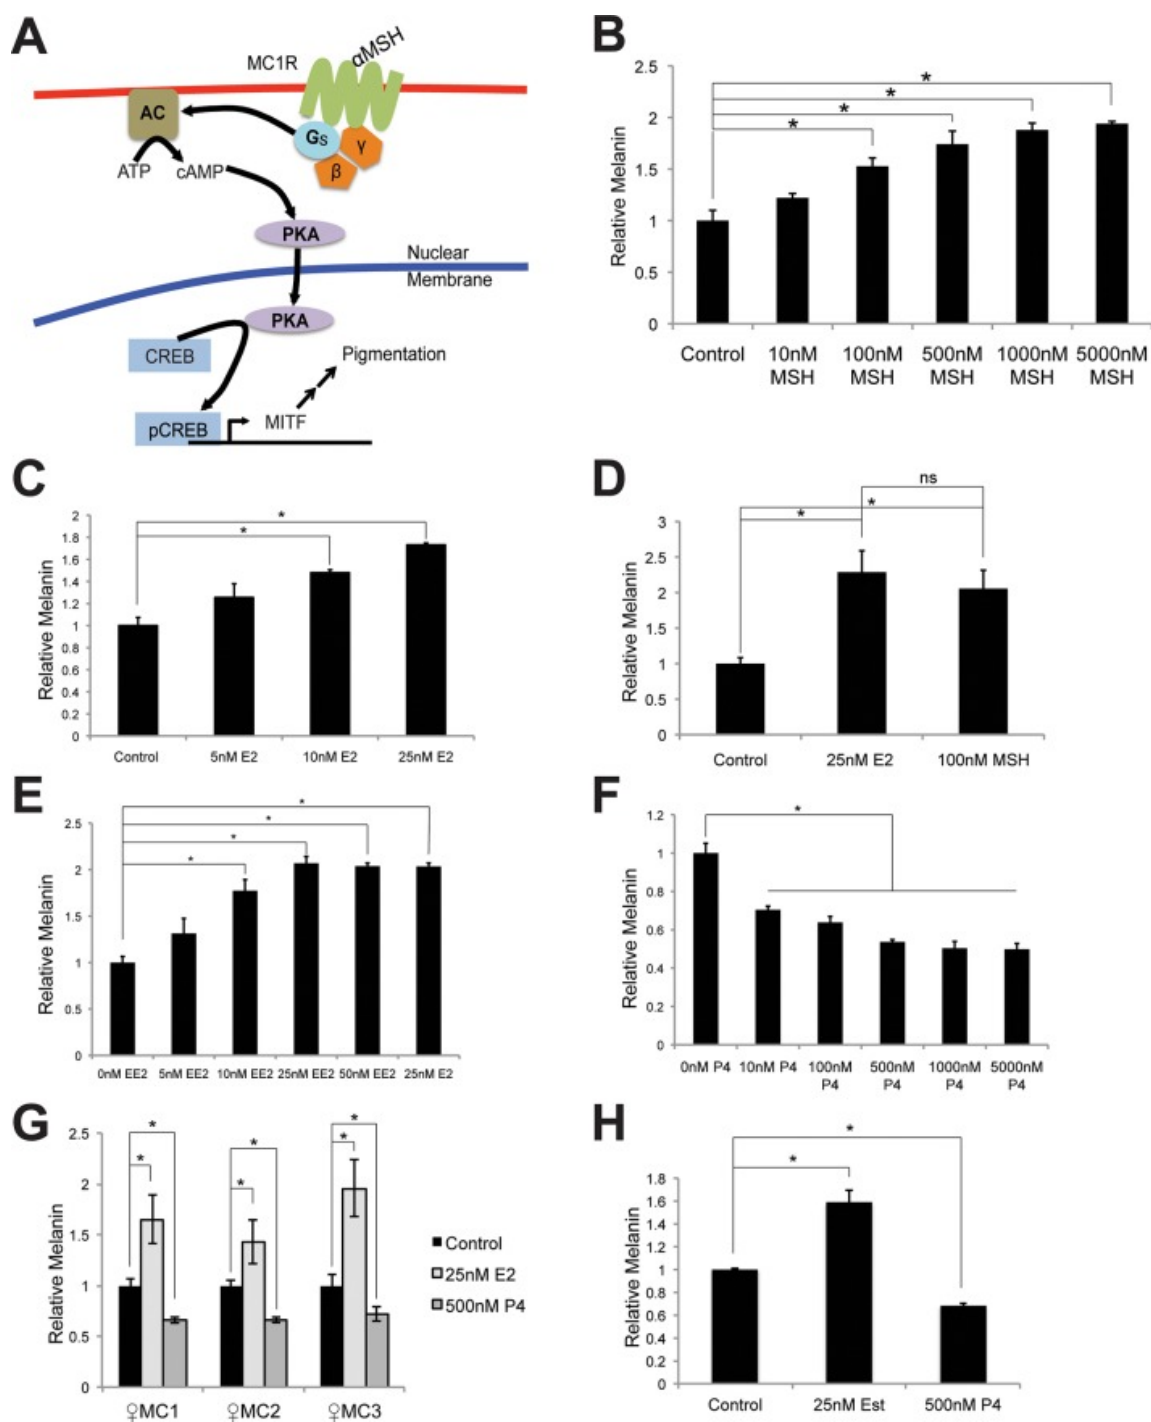 A
αMSH
MC1R
AC
Gs
γ
β
ATP
cAMP
PKA
Nuclear
Membrane
PKA
CREB
Pigmentation
pCREB
MITF
B
2.5
2
1.5
1
0.5
0
Relative Melanin
*
*
*
*
Control
10nM MSH
100nM MSH
500nM MSH
1000nM MSH
5000nM MSH
C
2
1.8
1.6
1.4
1.2
1
0.8
0.6
0.4
0.2
0
Relative Melanin
*
*
Control
5nM E2
10nM E2
25nM E2
D
ns
*
*
3
2.5
2
1.5
1
0.5
0
Relative Melanin
Control
25nM E2
100nM MSH
E
*
*
*
*
2.5
2
1.5
1
0.5
0
Relative Melanin
0nM EE2
5nM EE2
10nM EE2
25nM EE2
50nM EE2
25nM E2
F
*
1.2
1
0.8
0.6
0.4
0.2
0
Relative Melanin
0nM P4
10nM P4
100nM P4
500nM P4
1000nM P4
5000nM P4
G
2.5
2
1.5
1
0.5
0
Relative Melanin
*
*
*
*
*
*
Control
25nM E2
500nM P4
♀MC1
♀MC2
♀MC3
H
*
*
1.8
1.6
1.4
1.2
1
0.8
0.6
0.4
0.2
0
Relative Melanin
Control
25nM Est
500nM P4